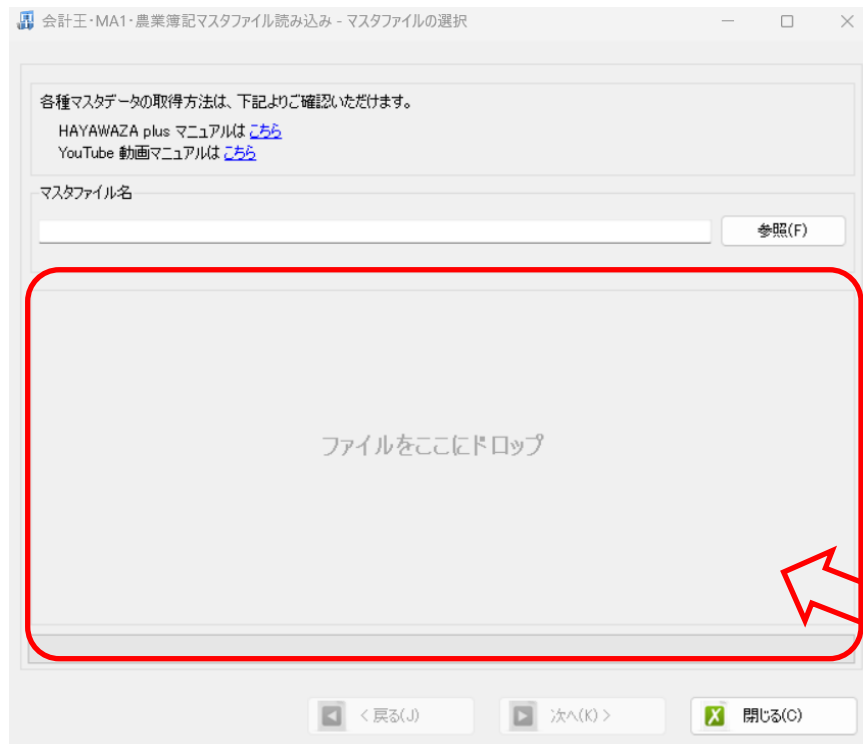 会計王・MA1・農業簿記マスタファイル読み込み - マスタファイルの選択
各種マスタデータの取得方法は、下記よりご確認いただけます。
HAYAWAZA plus マニュアルは こちら
YouTube 動画マニュアルは こちら
マスタファイル名
参照(F)
ファイルをここにドロップ
< 戻る(J)
次へ(K) >
閉じる(C)